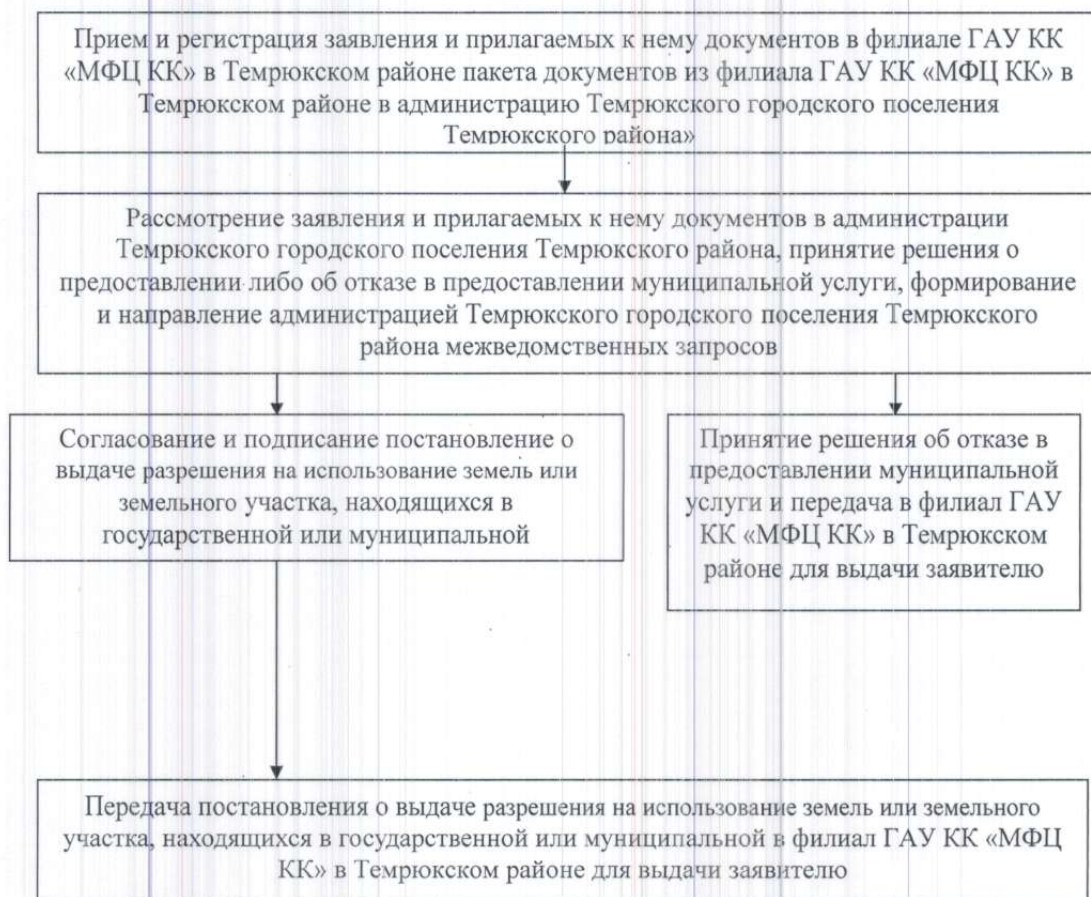 Прием и регистрация заявления и прилагаемых к нему документов в филиале ГАУ КК
«МФЦ КК» в Темрюкском районе пакета документов из филиала ГАУ КК «МФЦ КК» в
Темрюкском районе в администрацию Темрюкского городского поселения
Темрюкского района»
Рассмотрение заявления и прилагаемых к нему документов в администрации
Темрюкского городского поселения Темрюкского района, принятие решения о
предоставлении либо об отказе в предоставлении муниципальной услуги, формирование
и направление администрацией Темрюкского городского поселения Темрюкского
района межведомственных запросов
Согласование и подписание постановление о
выдаче разрешения на использование земель или
земельного участка, находящихся в
государственной или муниципальной
Принятие решения об отказе в
предоставлении муниципальной
услуги и передача в филиал ГАУ
КК «МФЦ КК» в Темрюкском
районе для выдачи заявителю
Передача постановления о выдаче разрешения на использование земель или земельного
участка, находящихся в государственной или муниципальной в филиал ГАУ КК «МФЦ
КК» в Темрюкском районе для выдачи заявителю